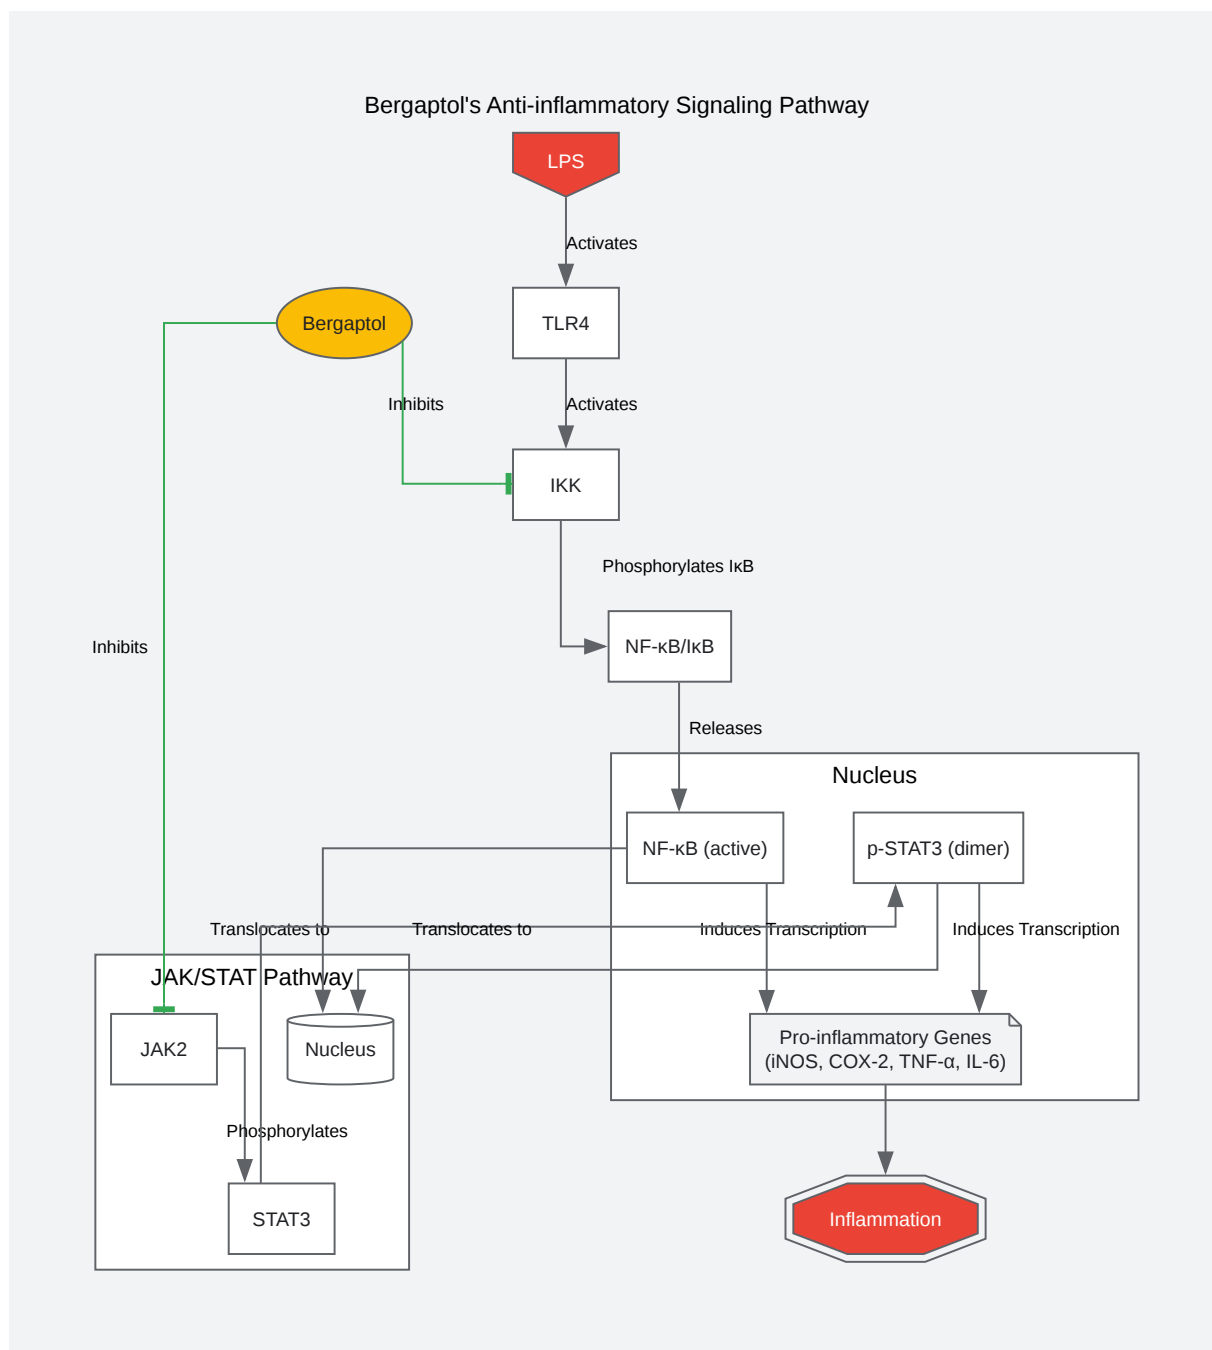 Bergaptol's Anti-inflammatory Signaling Pathway
LPS
Activates
Bergaptol
TLR4
Inhibits
Activates
IKK
Phosphorylates IκB
Inhibits
NF-κB/IκB
Releases
Nucleus
NF-κB (active)
p-STAT3 (dimer)
Translocates to
Translocates to
Induces Transcription
Induces Transcription
JAK/STAT Pathway
JAK2
Nucleus
Pro-inflammatory Genes
(iNOS, COX-2, TNF-α, IL-6)
Phosphorylates
STAT3
Inflammation